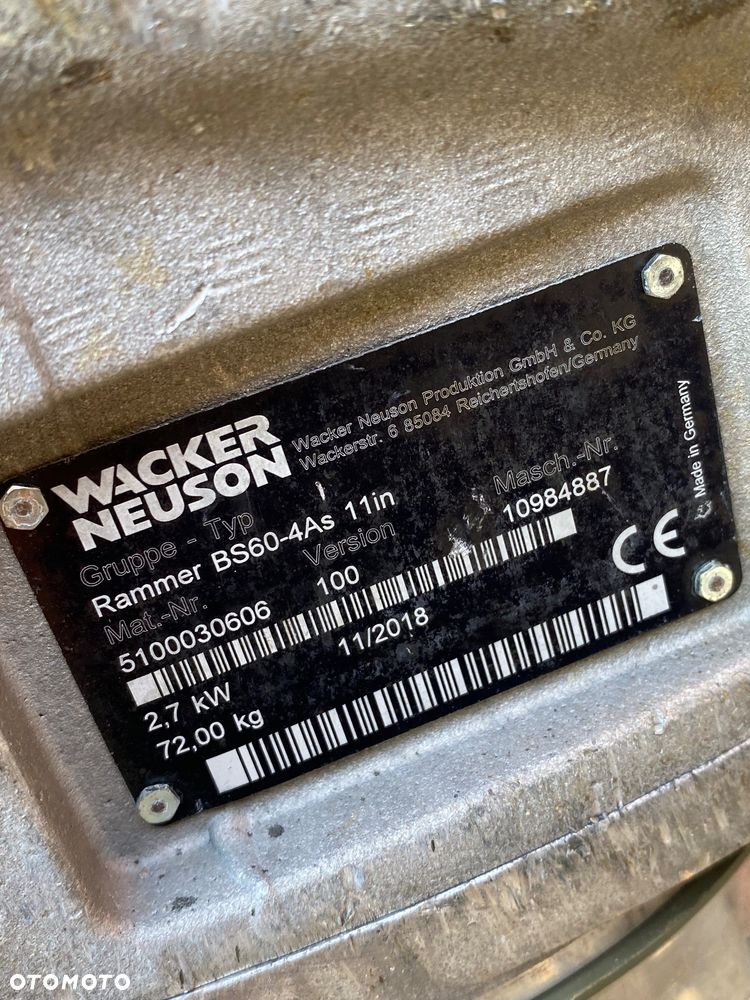 WACKER
NEUSON
Wacker Neuson Produktion GmbH & Co. KG
Wackerstr. 6 85084 Reichertshofen/Germany
Gruppe - Typ
Rammer BS60-4As 11in
Mat.-Nr. Version Masch.-Nr.
5100030606 100 10984887
2,7 kW 11/2018
72,00 kg
CE
Made in Germany
OTOMOTO